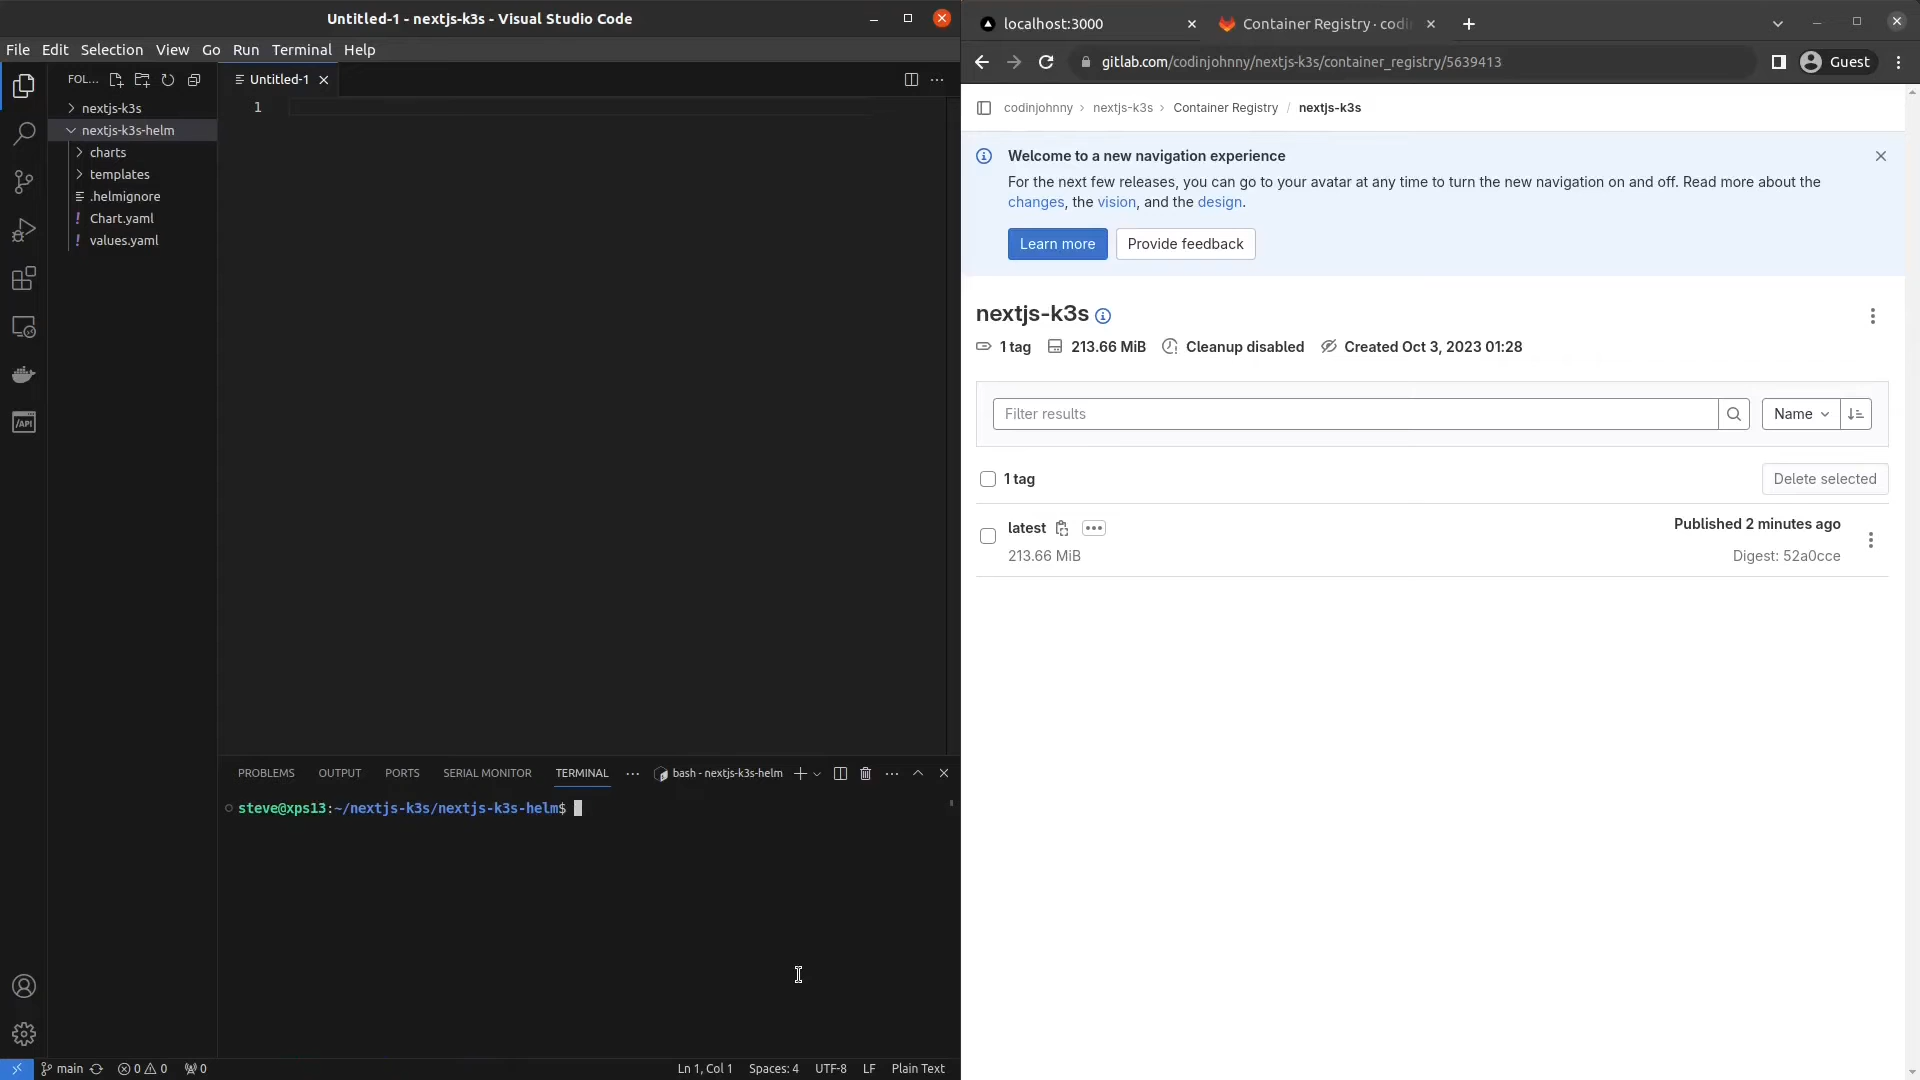 Untitled-1 - nextjs-k3s - Visual Studio Code
File Edit Selection View Go Run Terminal Help
FOL...
Untitled-1
nextjs-k3s
nextjs-k3s-helm
charts
templates
.helmignore
! Chart.yaml
! values.yaml
1
/API
PROBLEMS OUTPUT PORTS SERIAL MONITOR TERMINAL ... bash - nextjs-k3s-helm
steve@xps13:~/nextjs-k3s/nextjs-k3s-helm$
main 0 0 0 Ln 1, Col 1 Spaces: 4 UTF-8 LF Plain Text
localhost:3000
Container Registry · codi
gitlab.com/codinjohnny/nextjs-k3s/container_registry/5639413
Guest
codinjohnny › nextjs-k3s › Container Registry / nextjs-k3s
Welcome to a new navigation experience
For the next few releases, you can go to your avatar at any time to turn the new navigation on and off. Read more about the
changes, the vision, and the design.
Learn more Provide feedback
nextjs-k3s
1 tag 213.66 MiB Cleanup disabled Created Oct 3, 2023 01:28
Filter results
Name
1 tag
Delete selected
latest
Published 2 minutes ago
213.66 MiB
Digest: 52a0cce